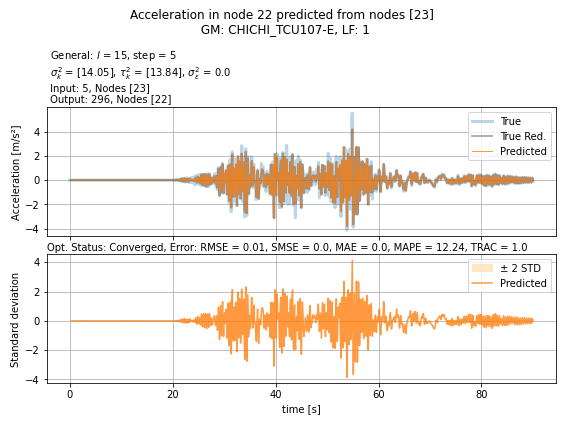 Acceleration in node 22 predicted from nodes [23]
GM: CHICHI_TCU107-E, LF: 1
General: l = 15, step = 5
σ²ₖ = [14.05], τ²ₖ = [13.84], σ²ε = 0.0
Input: 5, Nodes [23]
Output: 296, Nodes [22]
Acceleration [m/s²]
4
2
0
−2
−4
True
True Red.
Predicted
Opt. Status: Converged, Error: RMSE = 0.01, SMSE = 0.0, MAE = 0.0, MAPE = 12.24, TRAC = 1.0
Standard deviation
4
2
0
−2
−4
± 2 STD
Predicted
0 20 40 60 80
time [s]